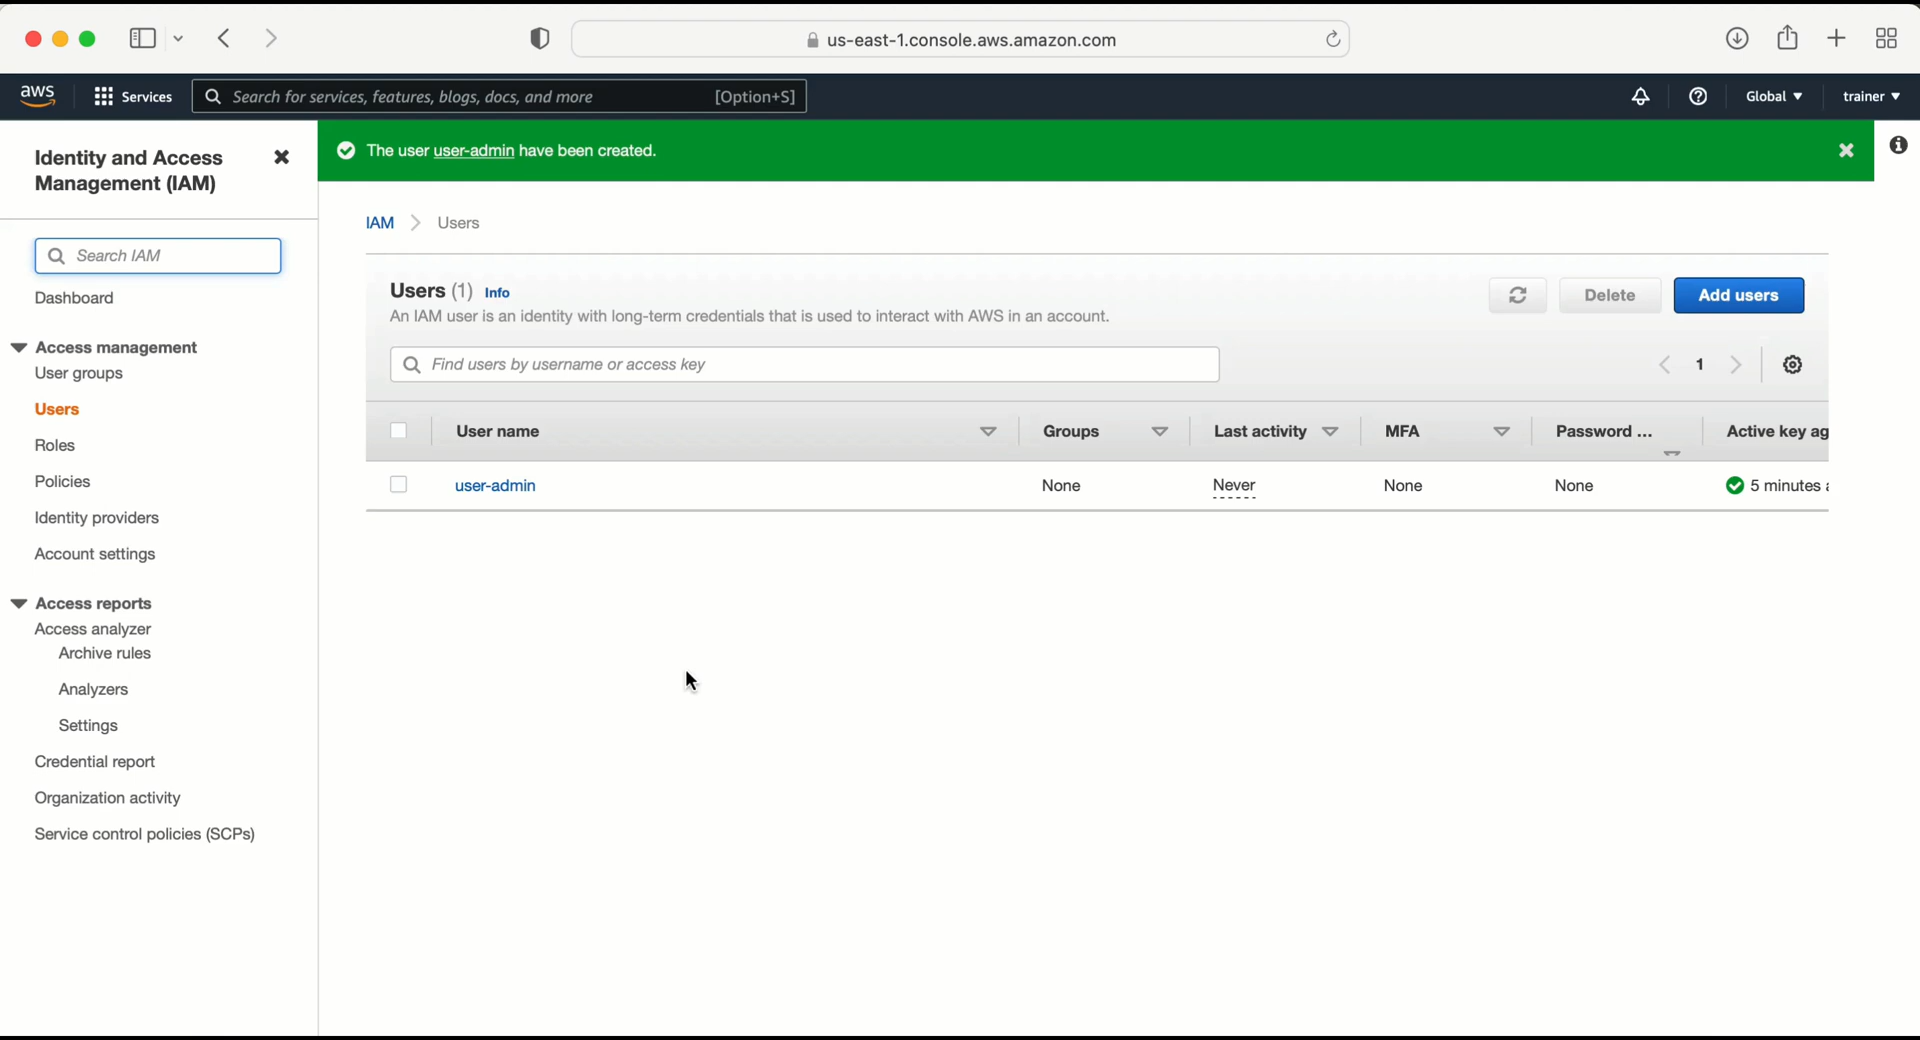 us-east-1.console.aws.amazon.com
aws
Services
Search for services, features, blogs, docs, and more
[Option+S]
Global
trainer
Identity and Access
Management (IAM)
Search IAM
Dashboard
Access management
User groups
Users
Roles
Policies
Identity providers
Account settings
Access reports
Access analyzer
Archive rules
Analyzers
Settings
Credential report
Organization activity
Service control policies (SCPs)
The user user-admin have been created.
IAM
Users
Users (1) Info
An IAM user is an identity with long-term credentials that is used to interact with AWS in an account.
Delete
Add users
Find users by username or access key
1
User name
Groups
Last activity
MFA
Password ...
Active key ag
user-admin
None
Never
None
None
5 minutes a